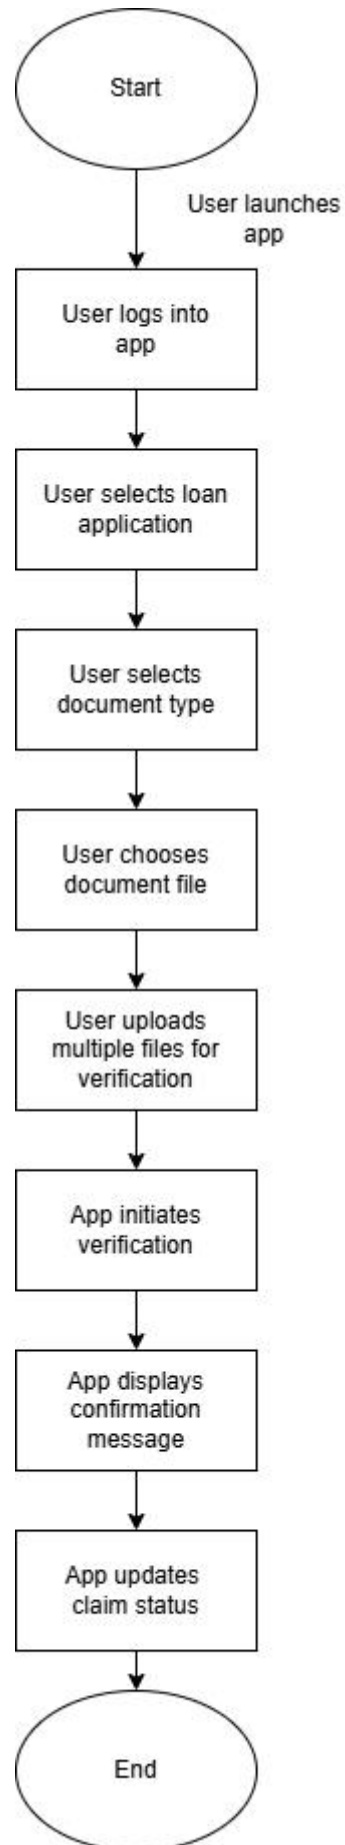 Start
User launches
app
User logs into
app
User selects loan
application
User selects
document type
User chooses
document file
User uploads
multiple files for
verification
App initiates
verification
App displays
confirmation
message
App updates
claim status
End